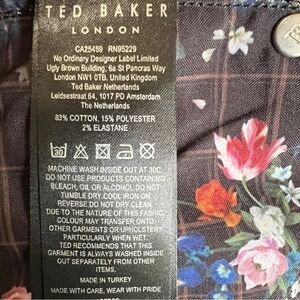 TED BAKER
LONDON
CA25459 RN95229
No Ordinary Designer Label Limited
Ugly Brown Building, 6a St Pancras Way
London NW1 0TB, United Kingdom
Ted Baker Netherlands
Leidsestraat 64, 1017 PD Amsterdam
The Netherlands
83% COTTON, 15% POLYESTER
2% ELASTANE
MACHINE WASH INSIDE OUT AT 30C,
DO NOT USE PRODUCTS CONTAINING
BLEACH, OIL OR ALCOHOL. DO NOT
TUMBLE DRY. COOL IRON ON
REVERSE. DO NOT DRY CLEAN.
DUE TO THE NATURE OF THIS FABRIC,
COLOUR MAY TRANSFER ONTO
OTHER GARMENTS OR UPHOLSTERY
PARTICULARLY WHEN WET.
TED RECOMMENDS THAT THIS
GARMENT IS ALWAYS WASHED INSIDE
OUT SEPARATELY FROM OTHER
ITEMS.
MADE IN TURKEY
MADE WITH CARE, WEAR WITH PRIDE